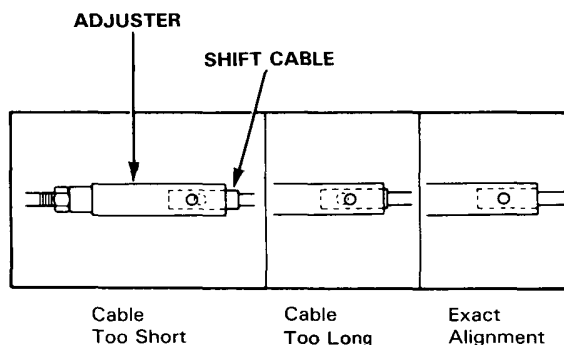 ADJUSTER
SHIFT CABLE
Cable
Too Short
Cable
Too Long
Exact
Alignment